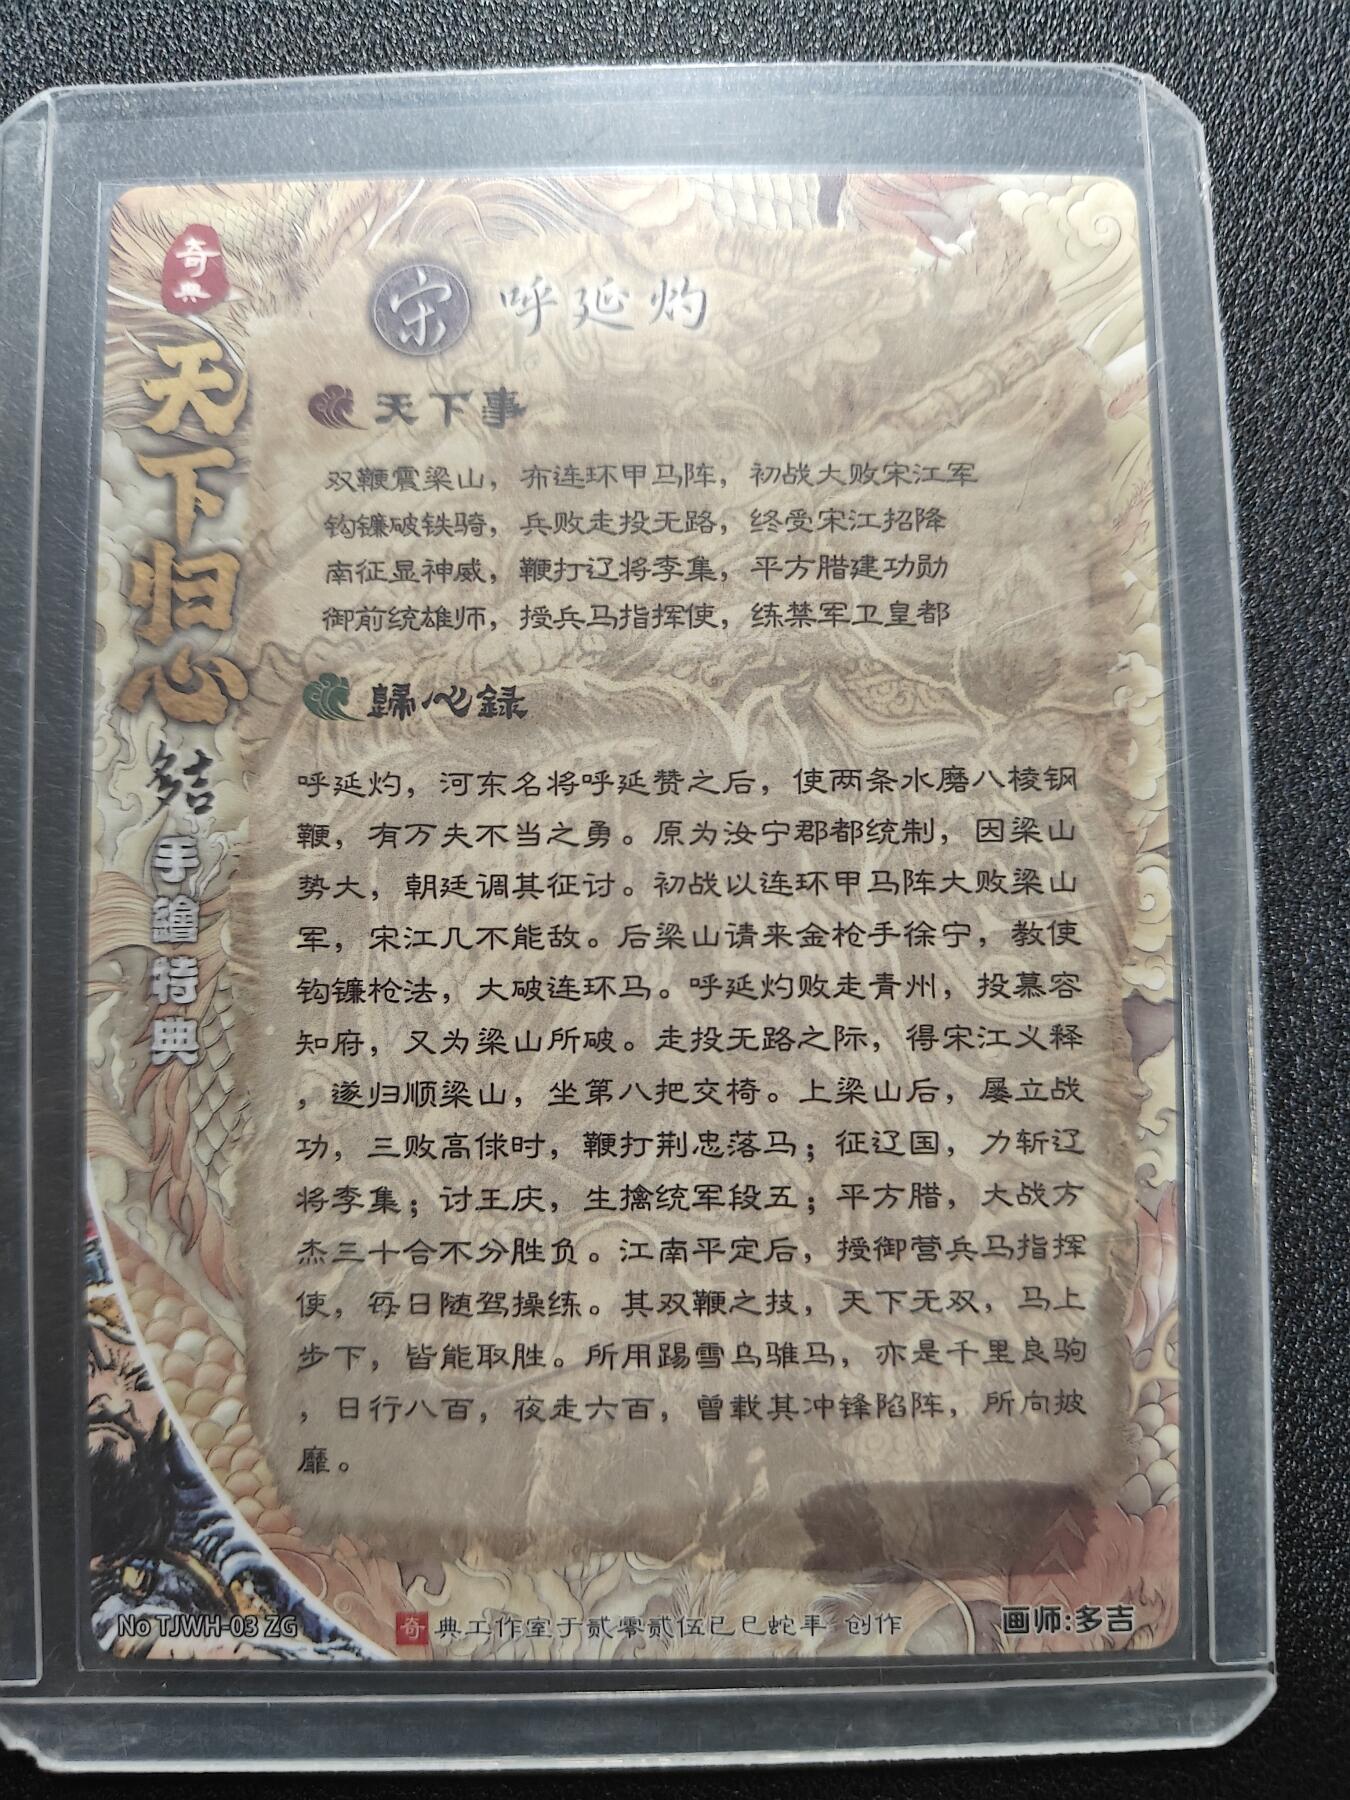 奇典
天下归心
多吉
手繪特典
宋 呼延灼
天下事
双鞭震梁山，布连环甲马阵，初战大败宋江军
钩镰破铁骑，兵败走投无路，终受宋江招降
南征显神威，鞭打辽将李集，平方腊建功勋
御前统雄师，授兵马指挥使，练禁军卫皇都
歸心録
呼延灼，河东名将呼延赞之后，使两条水磨八棱钢
鞭，有万夫不当之勇。原为汝宁郡都统制，因梁山
势大，朝廷调其征讨。初战以连环甲马阵大败梁山
军，宋江几不能敌。后梁山请来金枪手徐宁，教使
钩镰枪法，大破连环马。呼延灼败走青州，投慕容
知府，又为梁山所破。走投无路之际，得宋江义释
，遂归顺梁山，坐第八把交椅。上梁山后，屡立战
功，三败高俅时，鞭打荆忠落马；征辽国，力斩辽
将李集；讨王庆，生擒统军段五；平方腊，大战方
杰三十合不分胜负。江南平定后，授御营兵马指挥
使，每日随驾操练。其双鞭之技，天下无双，马上
步下，皆能取胜。所用踢雪乌骓马，亦是千里良驹
，日行八百，夜走六百，曾载其冲锋陷阵，所向披
靡。
No TJWH-03 ZG
奇典工作室于贰零贰伍已巳蛇年 创作
画师:多吉